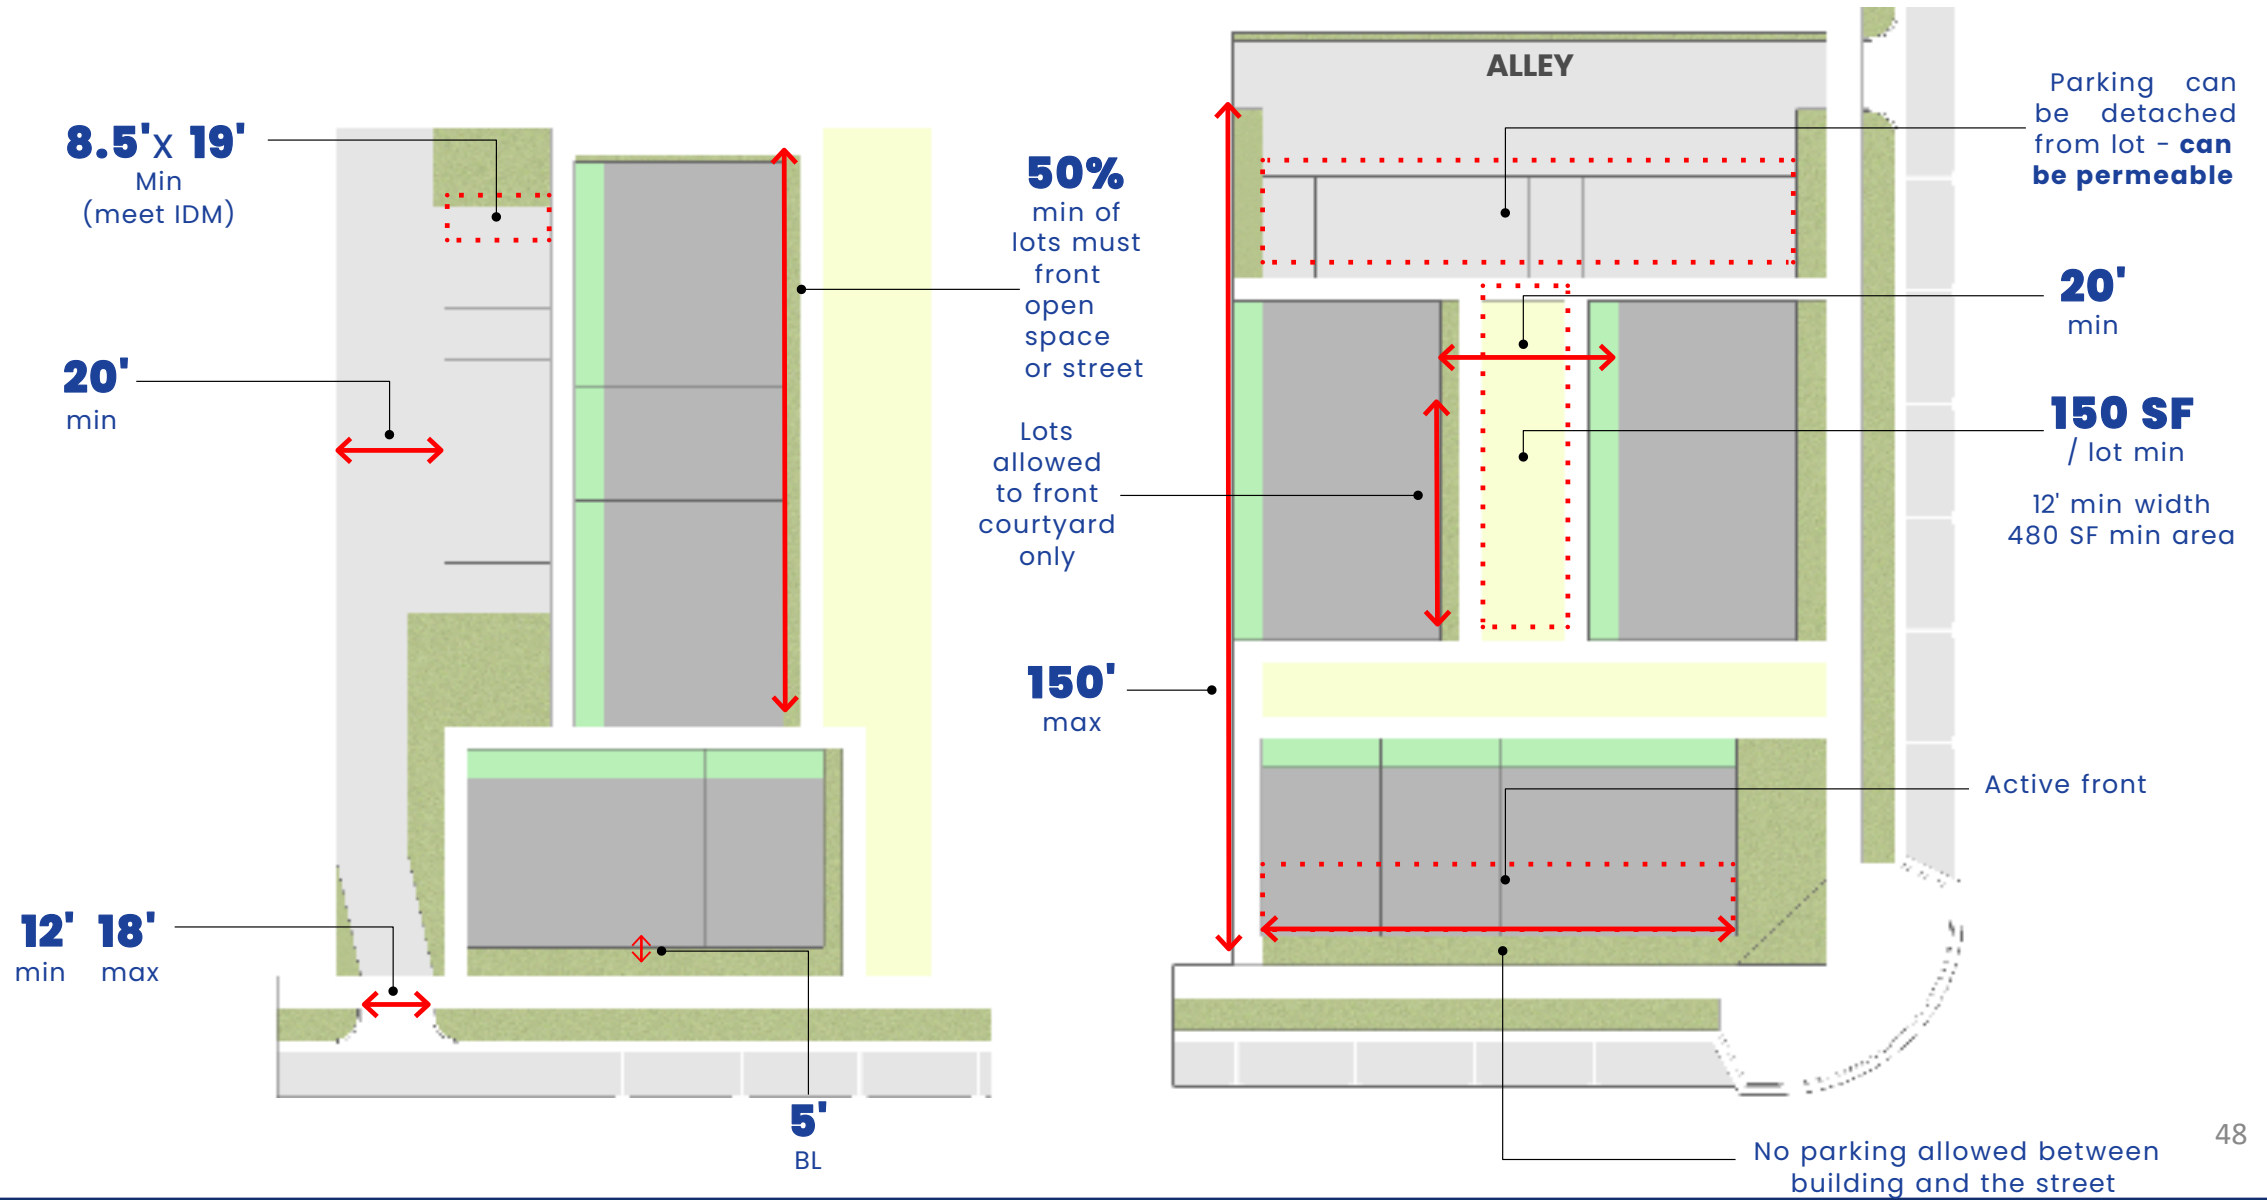 ALLEY
8.5'x 19'
Min
(meet IDM)
20'
min
12' 18'
min max
5'
BL
50%
min of
lots must
front
open
space
or street
Lots
allowed
to front
courtyard
only
150'
max
Parking can
be detached
from lot - can
be permeable
20'
min
150 SF
/ lot min
12' min width
480 SF min area
Active front
No parking allowed between
building and the street
48